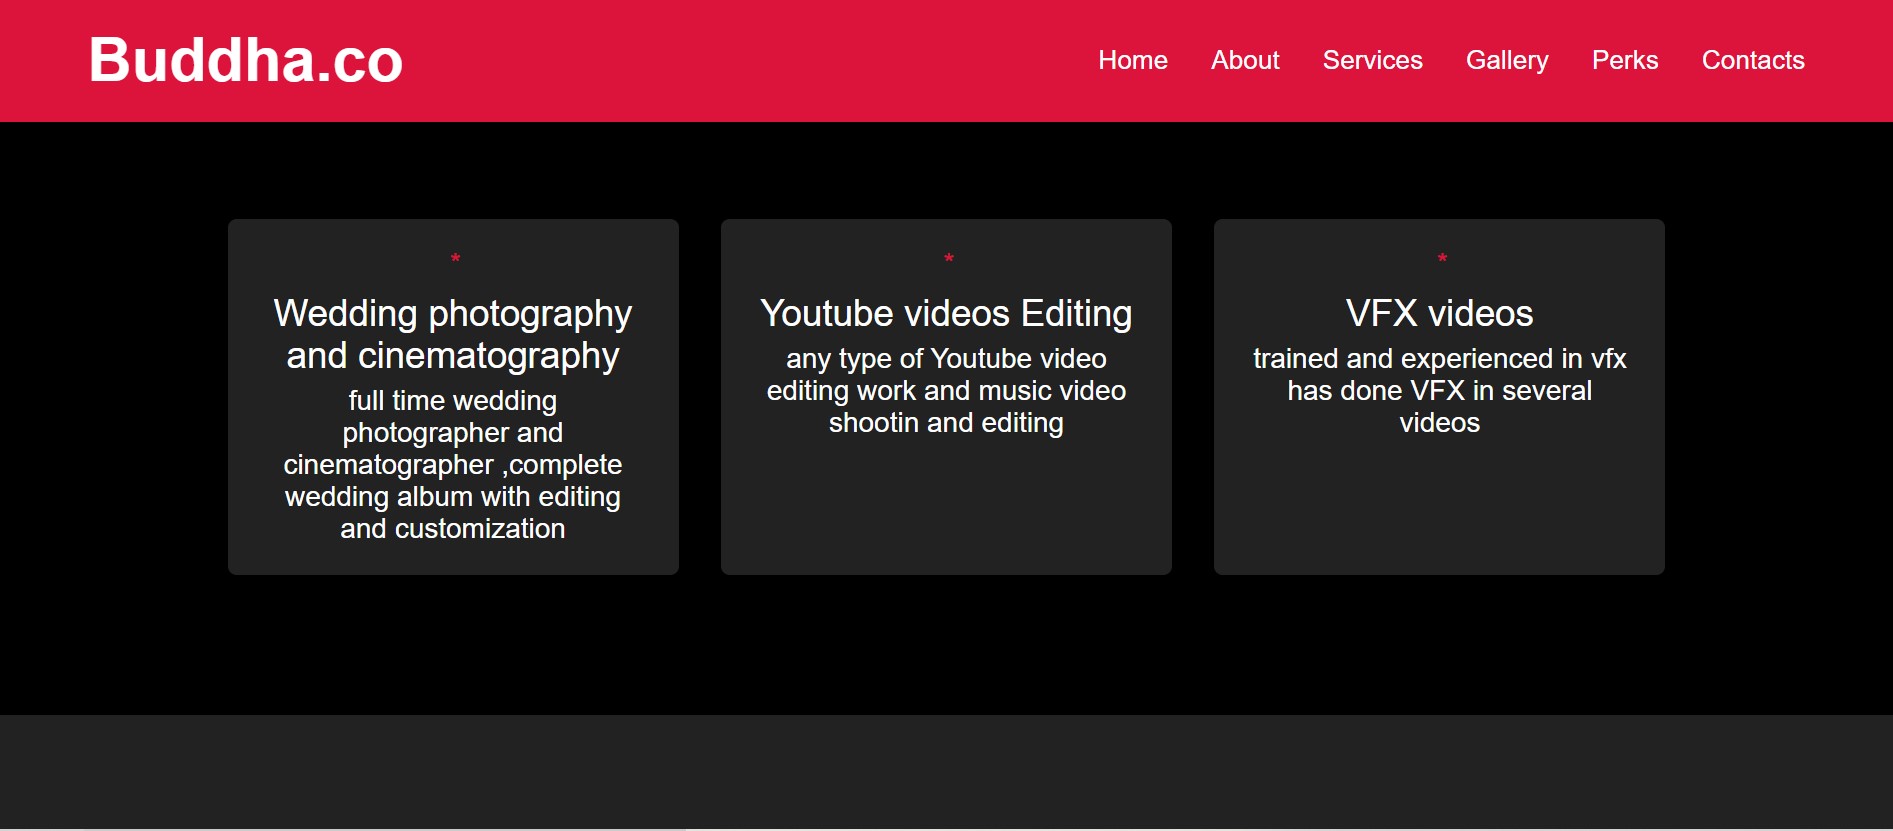 Buddha.co
Home About Services Gallery Perks Contacts
*
Wedding photography
and cinematography
full time wedding
photographer and
cinematographer ,complete
wedding album with editing
and customization
*
Youtube videos Editing
any type of Youtube video
editing work and music video
shootin and editing
*
VFX videos
trained and experienced in vfx
has done VFX in several
videos